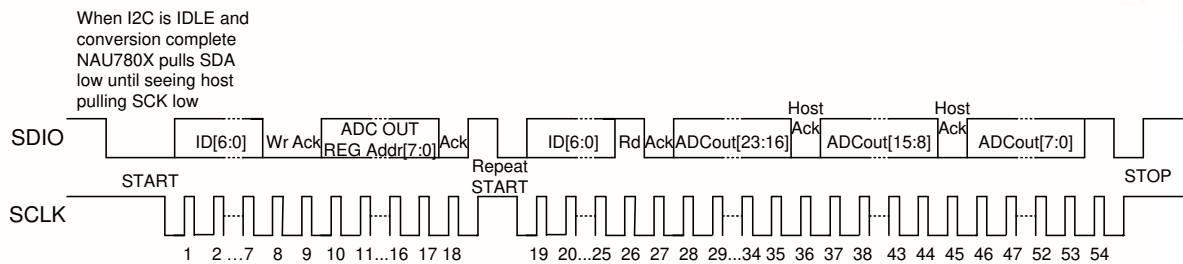 When I2C is IDLE and
conversion complete
NAU780X pulls SDA
low until seeing host
pulling SCK low
SDIO
ID[6:0]
Wr Ack
ADC OUT
REG Addr[7:0]
Ack
ID[6:0]
Rd
Ack
ADCout[23:16]
Host
Ack
ADCout[15:8]
Host
Ack
ADCout[7:0]
START
Repeat
START
STOP
SCLK
1 2 ...7 8 9 10 11...16 17 18 19 20...25 26 27 28 29...34 35 36 37 38 43 44 45 46 47 52 53 54